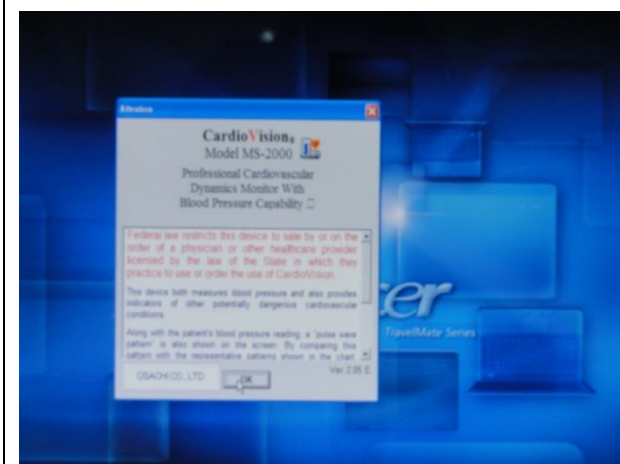 Attention
CardioVision®
Model MS-2000
Professional Cardiovascular
Dynamics Monitor With
Blood Pressure Capability
Federal law restricts this device to sale by or on the
order of a physician or other healthcare provider
licensed by the law of the State in which they
practice to use or order the use of CardioVision.
This device both measures blood pressure and also provides
indicators of other potentially dangerous cardiovascular
conditions.
Along with the patient's blood pressure reading, a "pulse wave
pattern" is also shown on the screen. By comparing this
pattern with the representative patterns shown in the chart
OSACHI CO., LTD.
OK
Ver. 2.05 E
cer
TravelMate Series